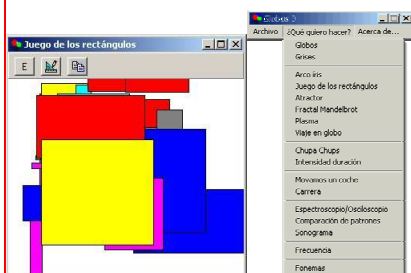 Juego de los rectángulos
E
Globos 3
Archivo ¿Qué quiero hacer? Acerca de...
Globos
Grises
Arco iris
Juego de los rectángulos
Atractor
Fractal Mandelbrot
Plasma
Viaje en globo
Chupa Chups
Intensidad duración
Movamos un coche
Carrera
Espectroscopio/Osciloscopio
Comparación de patrones
Sonograma
Frecuencia
Fonemas